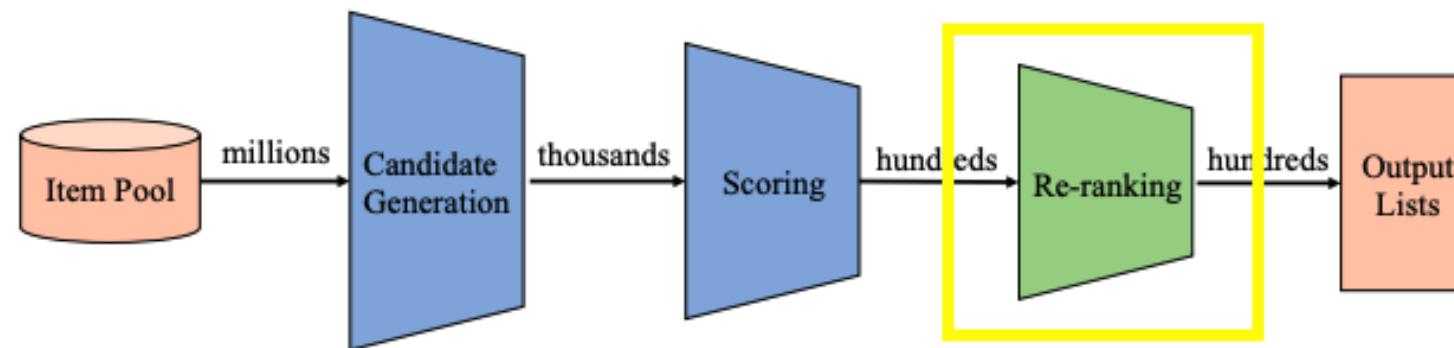 Item Pool
millions
Candidate
Generation
thousands
Scoring
hundreds
Re-ranking
hundreds
Output
Lists